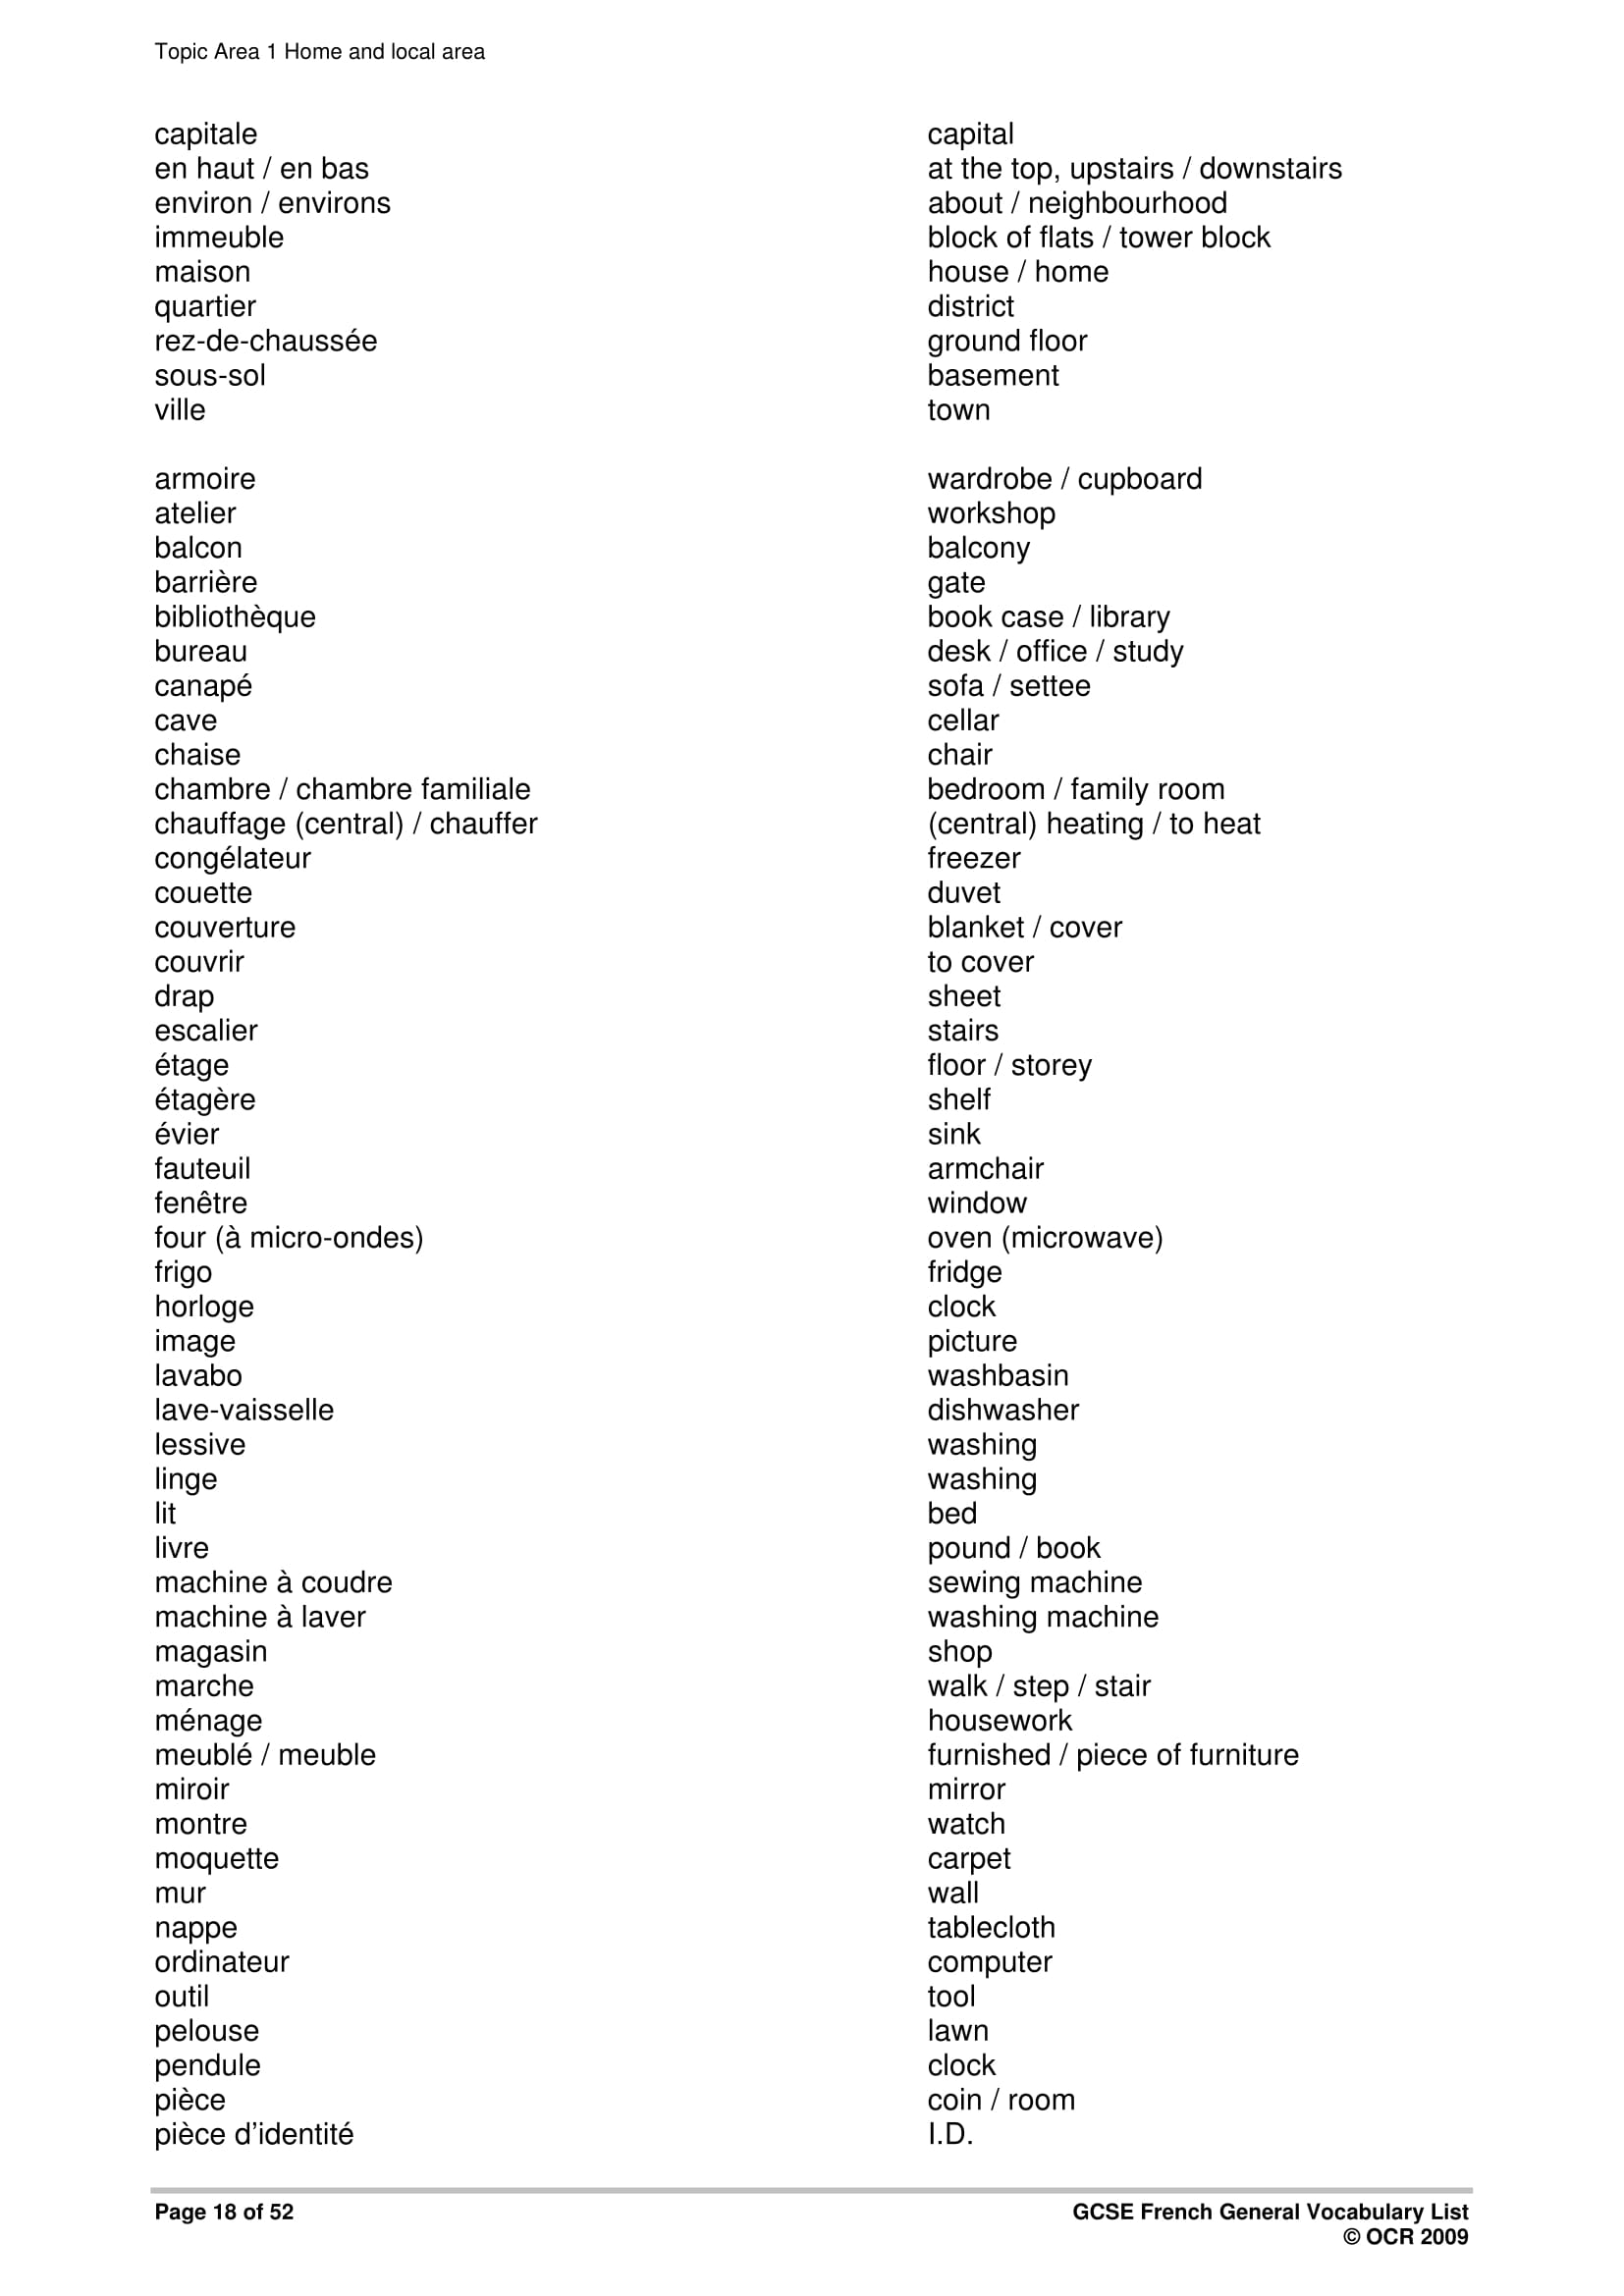 Topic Area 1 Home and local area
capitale capital
en haut / en bas at the top, upstairs / downstairs
environ / environs about / neighbourhood
immeuble block of flats / tower block
maison house / home
quartier district
rez-de-chaussée ground floor
sous-sol basement
ville town
armoire wardrobe / cupboard
atelier workshop
balcon balcony
barrière gate
bibliothèque book case / library
bureau desk / office / study
canapé sofa / settee
cave cellar
chaise chair
chambre / chambre familiale bedroom / family room
chauffage (central) / chauffer (central) heating / to heat
congélateur freezer
couette duvet
couverture blanket / cover
couvrir to cover
drap sheet
escalier stairs
étage floor / storey
étagère shelf
évier sink
fauteuil armchair
fenêtre window
four (à micro-ondes) oven (microwave)
frigo fridge
horloge clock
image picture
lavabo washbasin
lave-vaisselle dishwasher
lessive washing
linge washing
lit bed
livre pound / book
machine à coudre sewing machine
machine à laver washing machine
magasin shop
marche walk / step / stair
ménage housework
meublé / meuble furnished / piece of furniture
miroir mirror
montre watch
moquette carpet
mur wall
nappe tablecloth
ordinateur computer
outil tool
pelouse lawn
pendule clock
pièce coin / room
pièce d’identité I.D.
Page 18 of 52 GCSE French General Vocabulary List
© OCR 2009